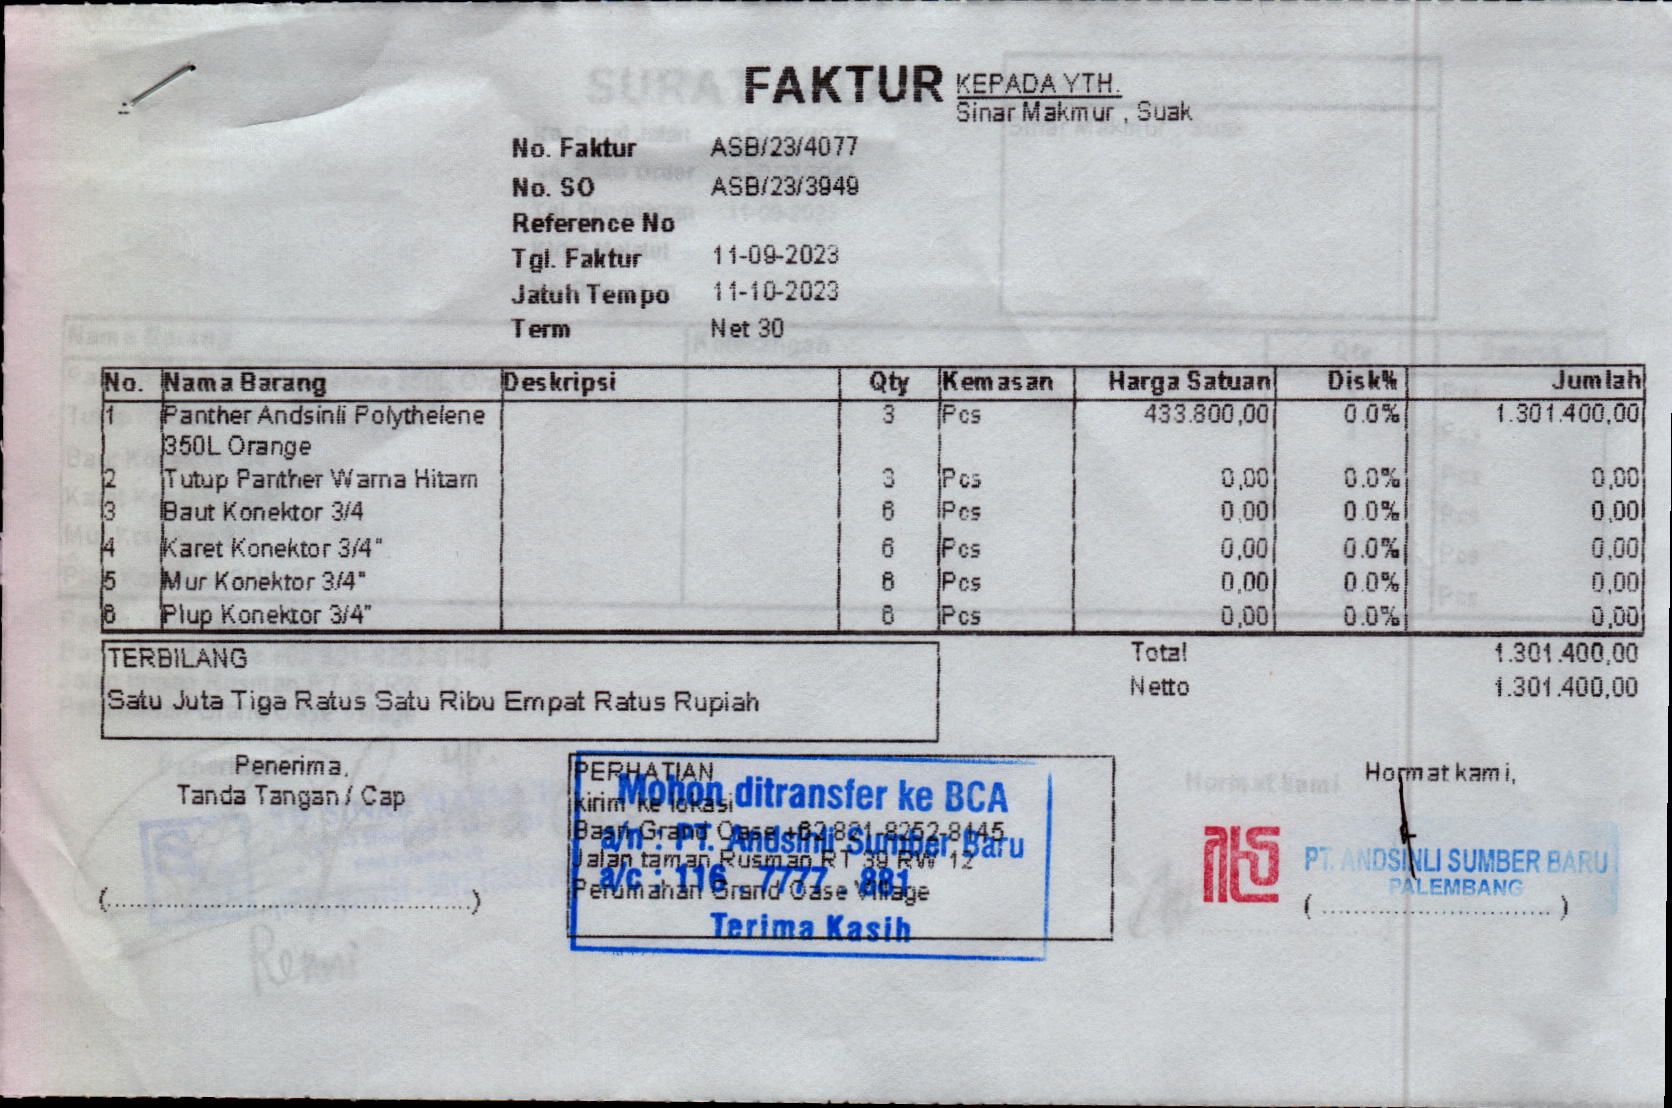 FAKTUR
KEPADA YTH.
Sinar Makmur , Suak
No. Faktur ASB/23/4077
No. SO ASB/23/3949
Reference No
Tgl. Faktur 11-09-2023
Jatuh Tempo 11-10-2023
Term Net 30
No. Nama Barang Deskripsi Qty Kemasan Harga Satuan Disk% Jumlah
1 Panther Andsinli Polythelene 3 Pcs 433.800,00 0.0% 1.301.400,00
350L Orange
2 Tutup Panther Warna Hitam 3 Pcs 0,00 0.0% 0,00
3 Baut Konektor 3/4 6 Pcs 0,00 0.0% 0,00
4 Karet Konektor 3/4" 6 Pcs 0,00 0.0% 0,00
5 Mur Konektor 3/4" 6 Pcs 0,00 0.0% 0,00
6 Plup Konektor 3/4" 6 Pcs 0,00 0.0% 0,00
TERBILANG
Satu Juta Tiga Ratus Satu Ribu Empat Ratus Rupiah
Total 1.301.400,00
Netto 1.301.400,00
Penerima,
Tanda Tangan / Cap
(................................................)
PERHATIAN
kirim ke lokasi
Basri Grand Oase +62 821-8252-8145
Jalan taman Rusman RT 39 RW 12
Perumahan Grand Oase Village
Mohon ditransfer ke BCA
a/n : PT. Andsinli Sumber Baru
a/c : 116 - 7777 - 881
Terima Kasih
Hormat kami,
PT. ANDSINLI SUMBER BARU
PALEMBANG
( .............................. )